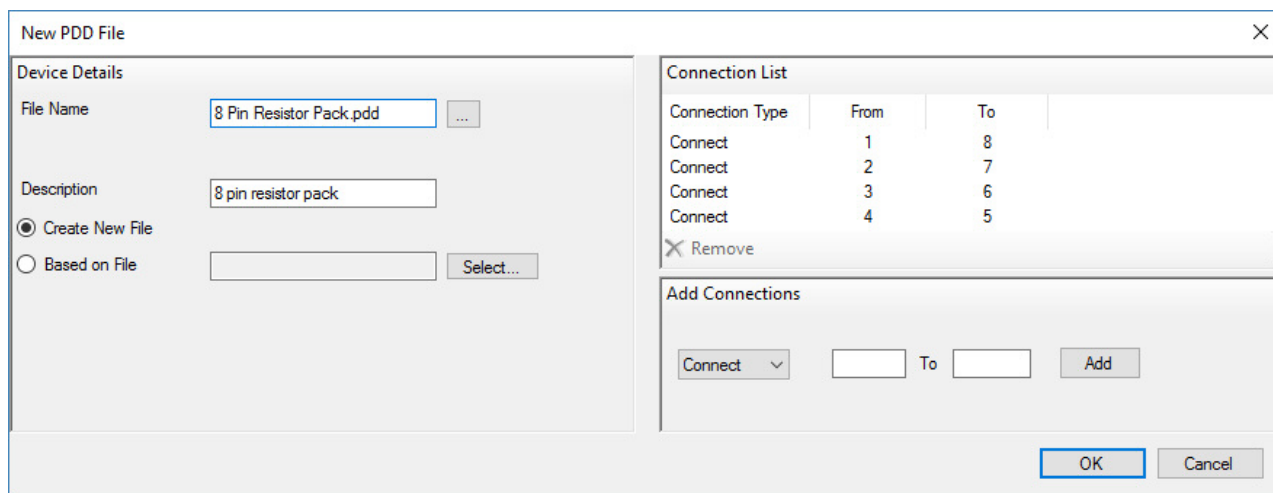 New PDD File
Device Details
File Name
8 Pin Resistor Pack.pdd
...
Description
8 pin resistor pack
Create New File
Based on File
Select...
Connection List
Connection Type From To
Connect 1 8
Connect 2 7
Connect 3 6
Connect 4 5
Remove
Add Connections
Connect To Add
OK Cancel